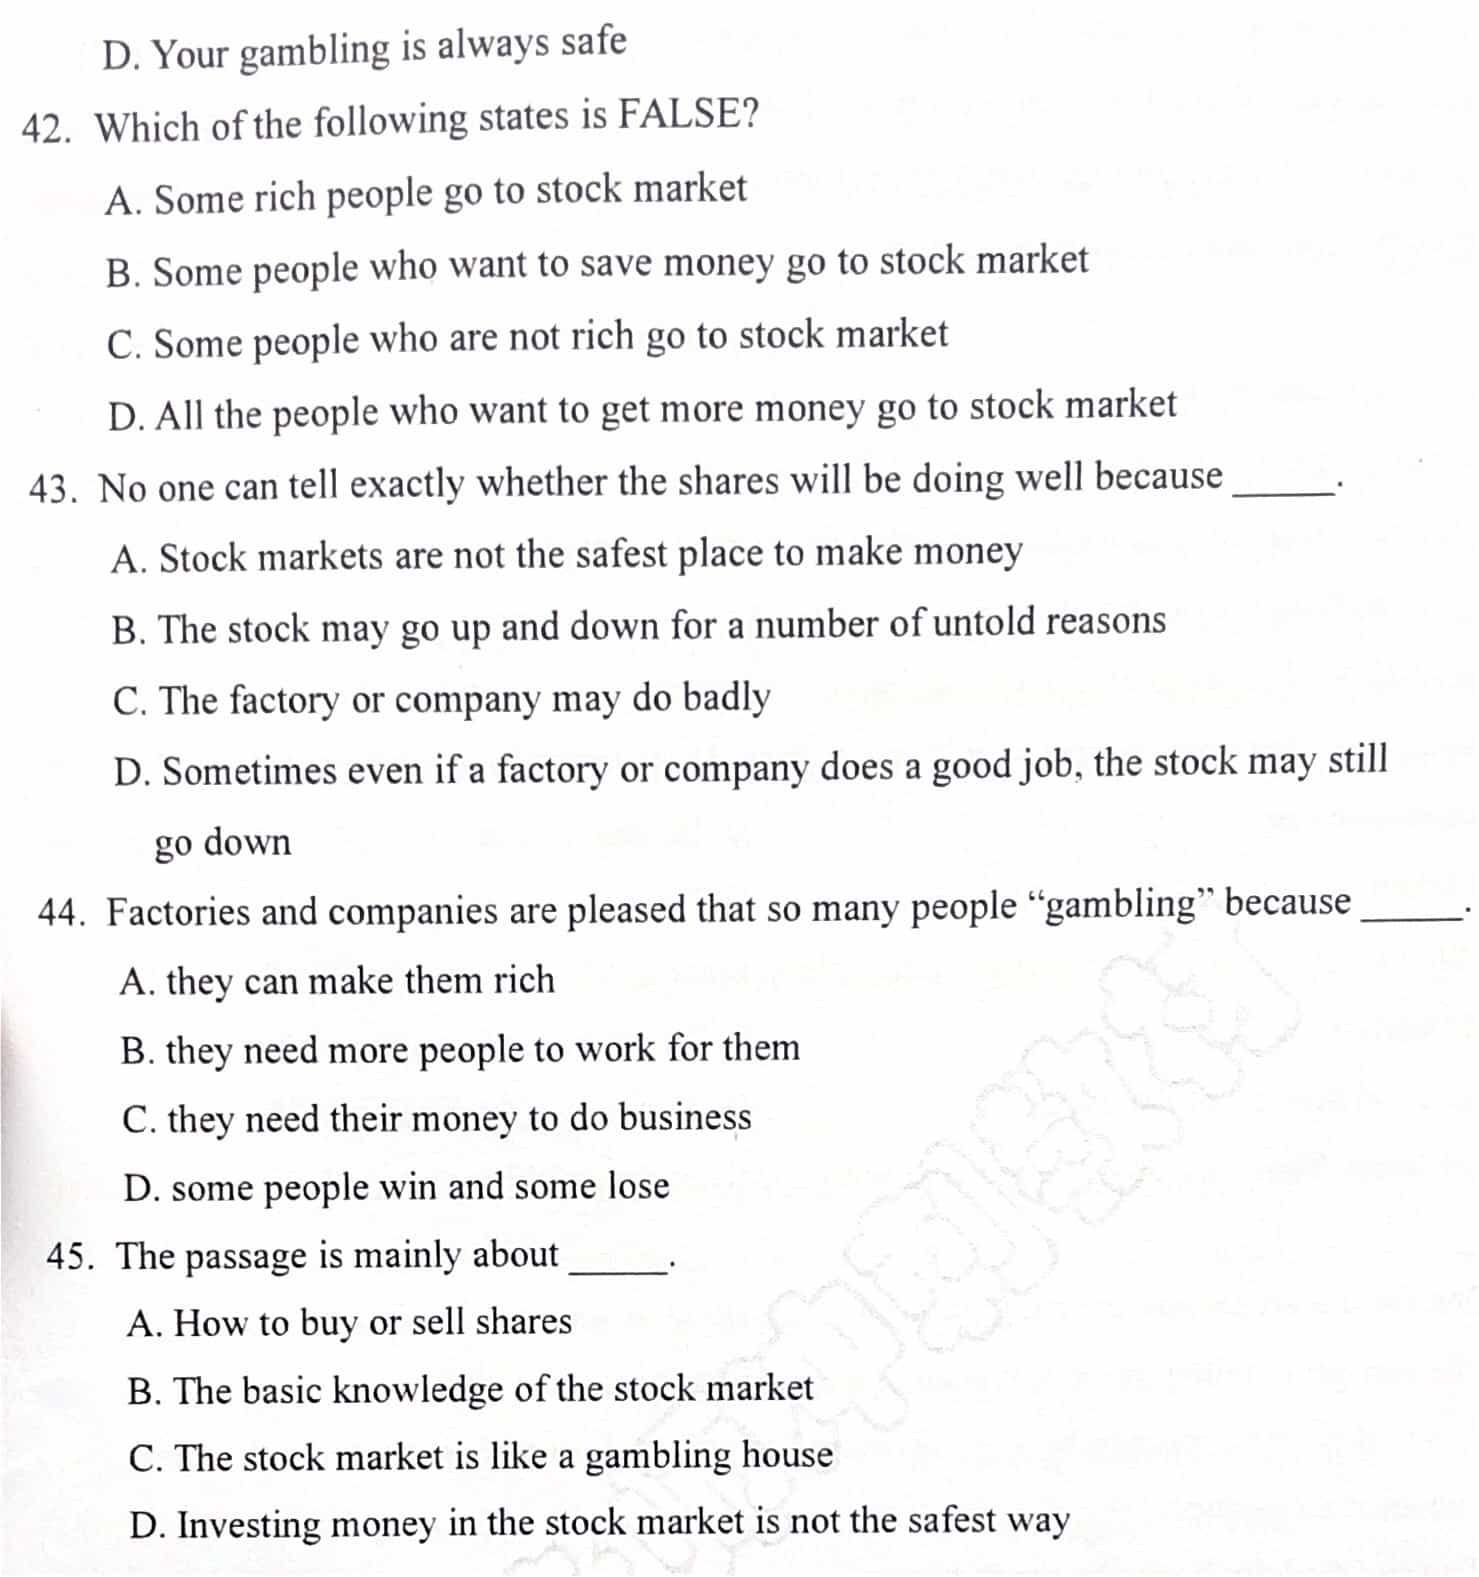 D. Your gambling is always safe
42. Which of the following states is FALSE?
A. Some rich people go to stock market
B. Some people who want to save money go to stock market
C. Some people who are not rich go to stock market
D. All the people who want to get more money go to stock market
43. No one can tell exactly whether the shares will be doing well because _____.
A. Stock markets are not the safest place to make money
B. The stock may go up and down for a number of untold reasons
C. The factory or company may do badly
D. Sometimes even if a factory or company does a good job, the stock may still
go down
44. Factories and companies are pleased that so many people “gambling” because _____.
A. they can make them rich
B. they need more people to work for them
C. they need their money to do business
D. some people win and some lose
45. The passage is mainly about _____.
A. How to buy or sell shares
B. The basic knowledge of the stock market
C. The stock market is like a gambling house
D. Investing money in the stock market is not the safest way